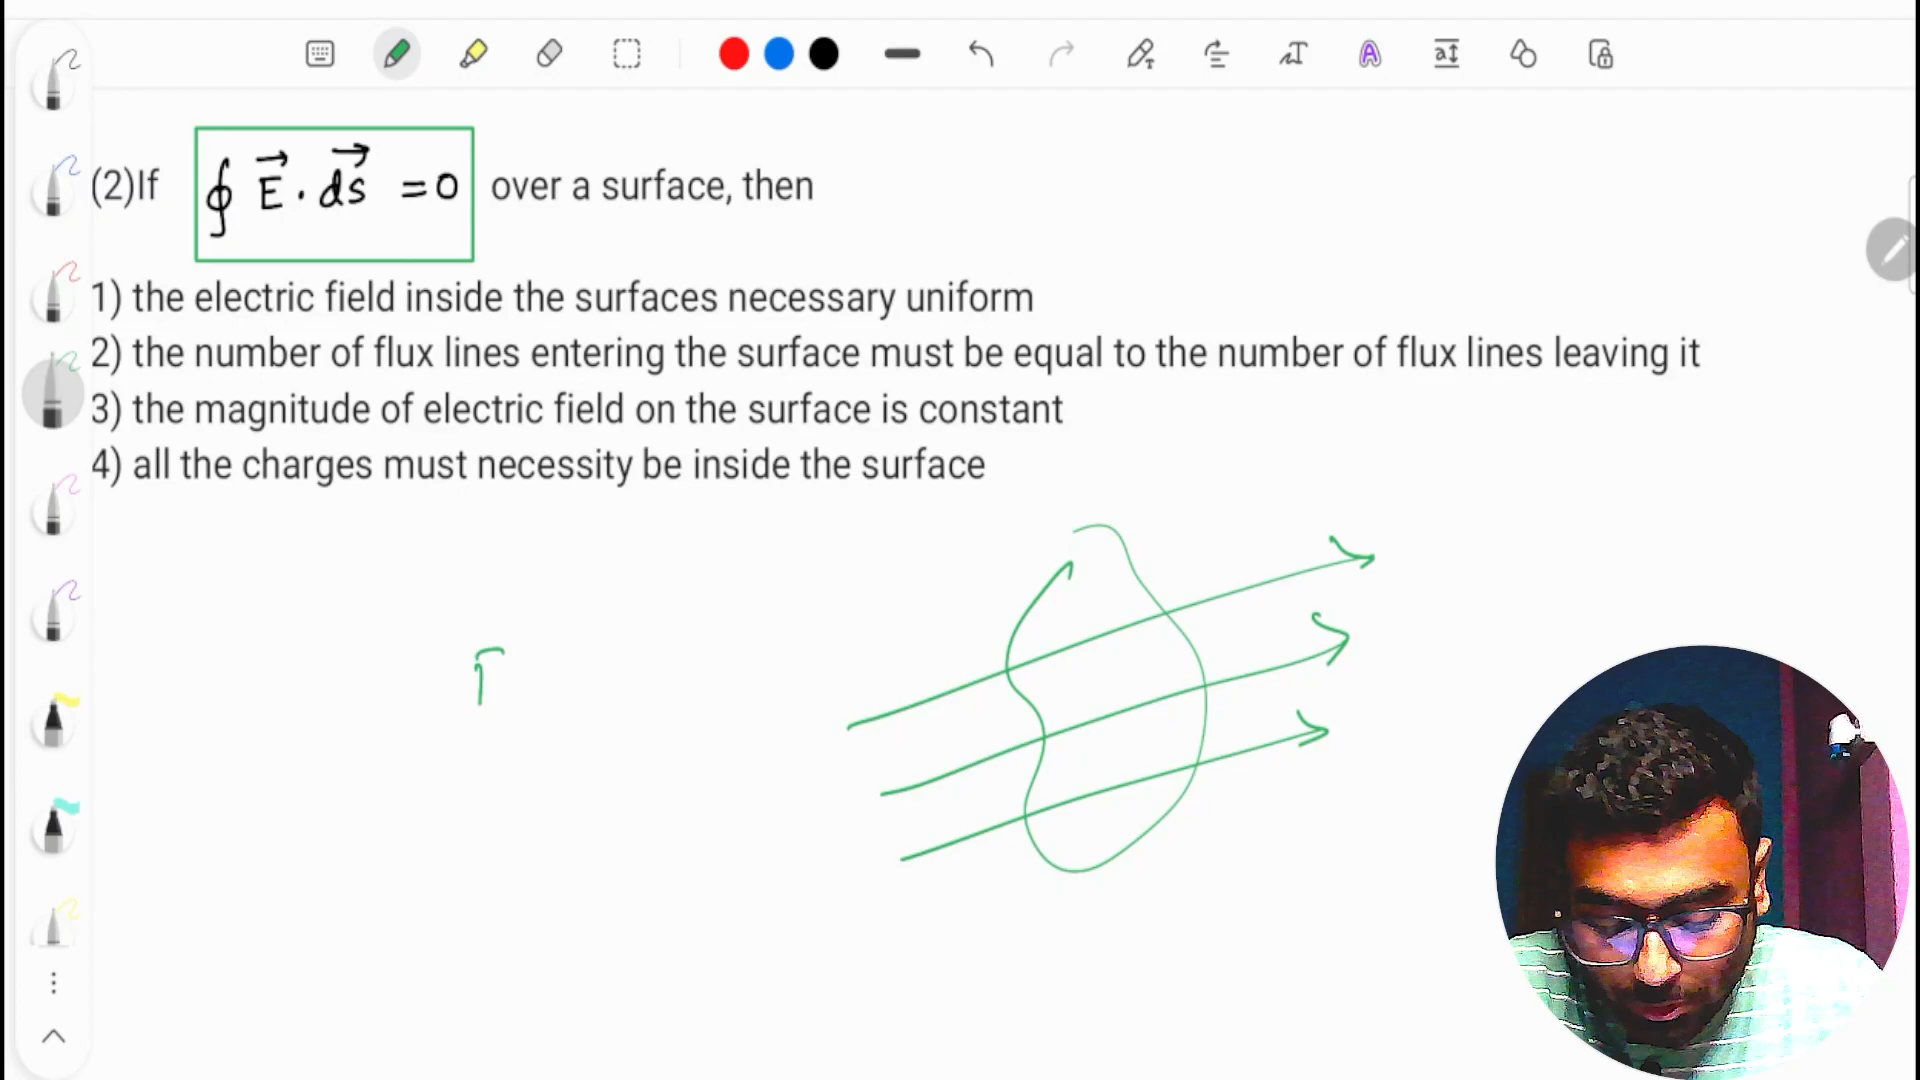 (2)If ∮ E⃗ . ds⃗ = 0 over a surface, then
1) the electric field inside the surfaces necessary uniform
2) the number of flux lines entering the surface must be equal to the number of flux lines leaving it
3) the magnitude of electric field on the surface is constant
4) all the charges must necessity be inside the surface